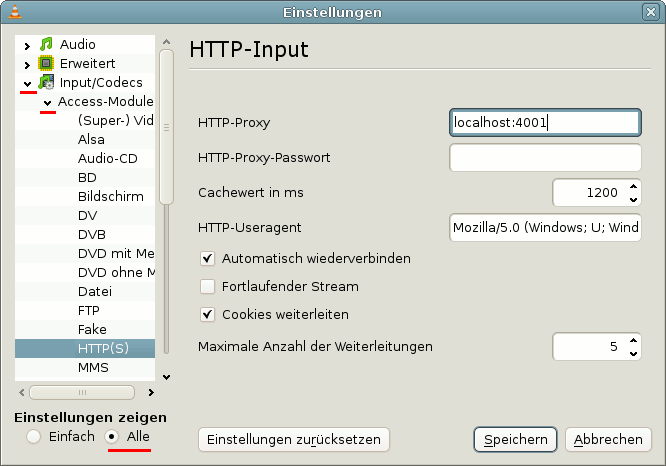 Einstellungen
Audio
Erweitert
Input/Codecs
Access-Module
(Super-) Vid
Alsa
Audio-CD
BD
Bildschirm
DV
DVB
DVD mit Me
DVD ohne M
Datei
FTP
Fake
HTTP(S)
MMS
Einstellungen zeigen
Einfach Alle
HTTP-Input
HTTP-Proxy localhost:4001
HTTP-Proxy-Passwort
Cachewert in ms 1200
HTTP-Useragent Mozilla/5.0 (Windows; U; Wind
Automatisch wiederverbinden
Fortlaufender Stream
Cookies weiterleiten
Maximale Anzahl der Weiterleitungen 5
Einstellungen zurücksetzen Speichern Abbrechen